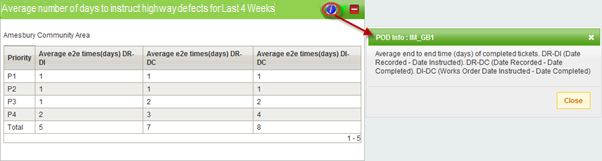 Average number of days to instruct highway defects for Last 4 Weeks
Amesbury Community Area
Priority Average e2e times(days) DR-DI Average e2e times(days) DR-DC Average e2e times(days) DI-DC
P1 1 1 1
P2 1 1 1
P3 1 2 2
P4 2 3 4
Total 5 7 8
1 - 5
POD Info : IM_GB1
Average end to end time (days) of completed tickets. DR-DI (Date
Recorded - Date Instructed). DR-DC (Date Recorded - Date
Completed). DI-DC (Works Order Date Instructed - Date Completed)
Close